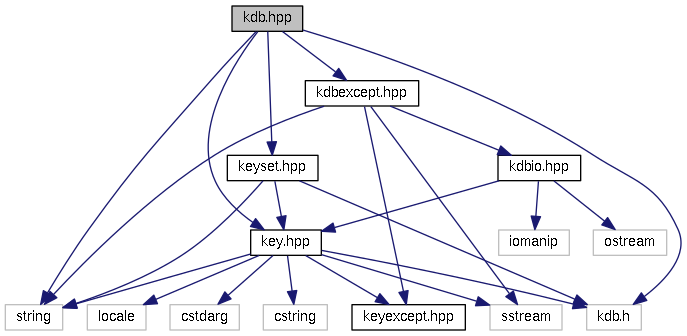 kdb.hpp
kdbexcept.hpp
keyset.hpp
kdbio.hpp
key.hpp
iomanip
ostream
string
locale
cstdarg
cstring
keyexcept.hpp
sstream
kdb.h